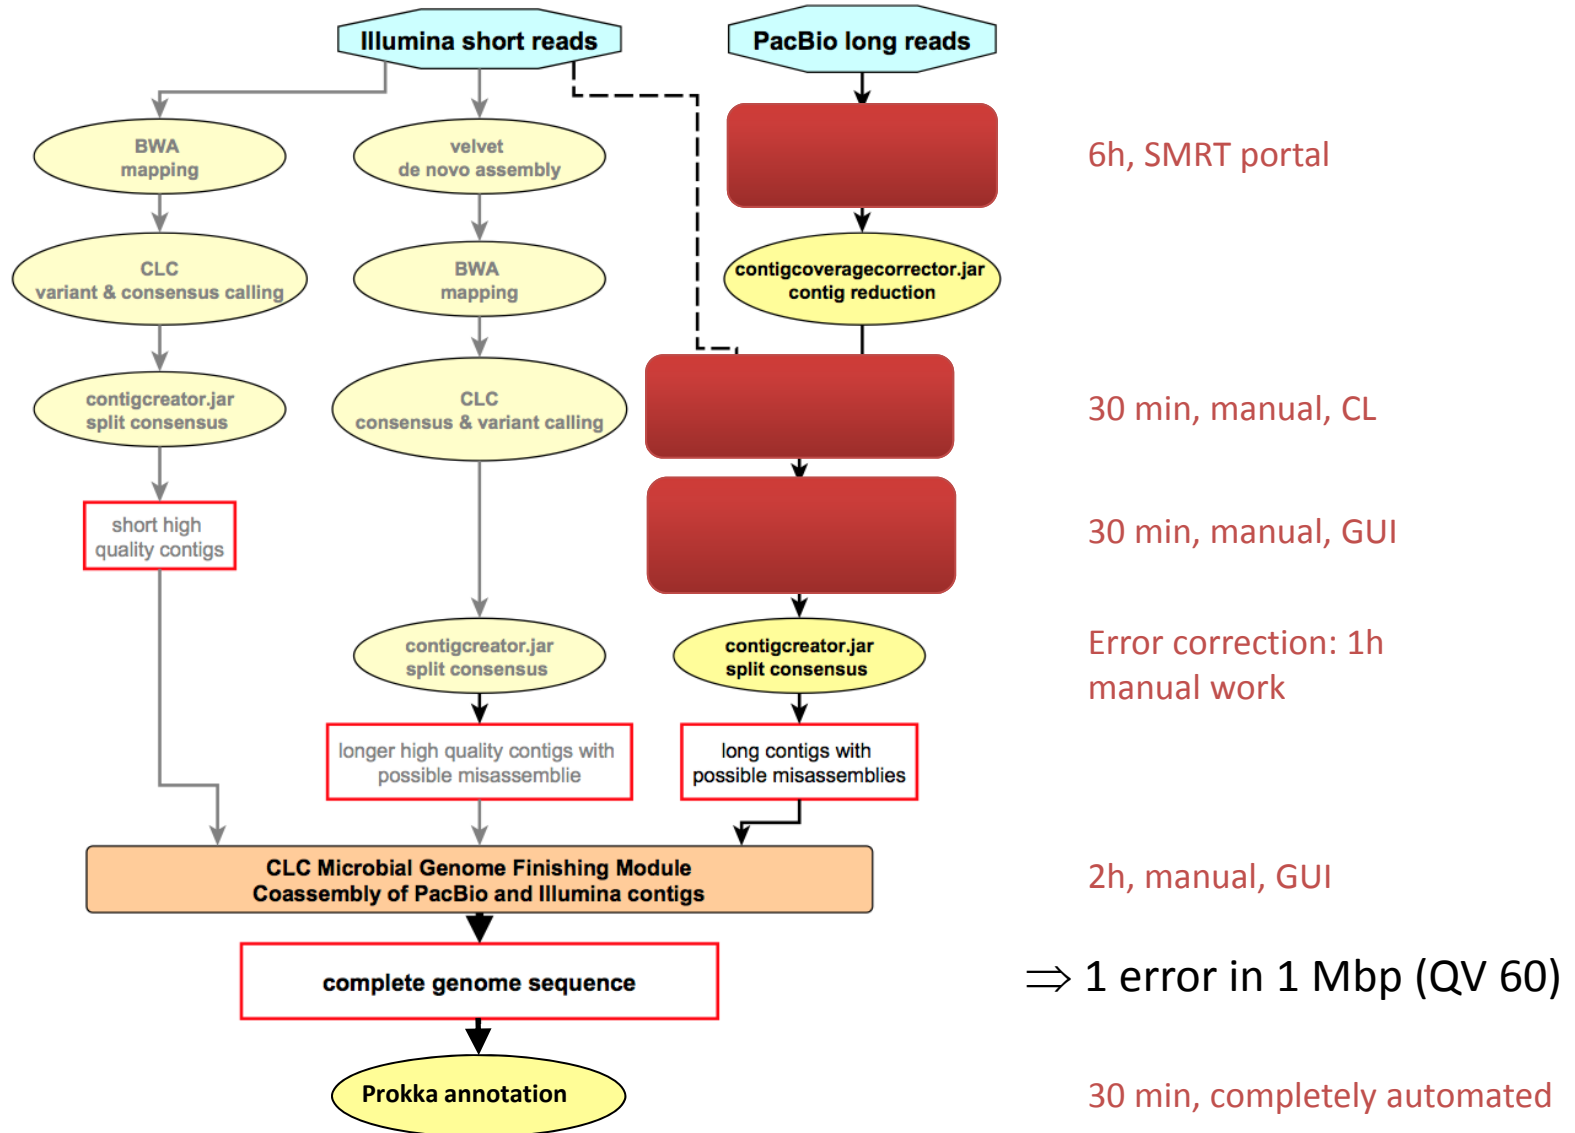 Illumina short reads
PacBio long reads
BWA
mapping
velvet
de novo assembly
6h, SMRT portal
CLC
variant & consensus calling
BWA
mapping
contigcoveragecorrector.jar
contig reduction
contigcreator.jar
split consensus
CLC
consensus & variant calling
30 min, manual, CL
short high
quality contigs
30 min, manual, GUI
contigcreator.jar
split consensus
contigcreator.jar
split consensus
Error correction: 1h
manual work
longer high quality contigs with
possible misassemblie
long contigs with
possible misassemblies
CLC Microbial Genome Finishing Module
Coassembly of PacBio and Illumina contigs
2h, manual, GUI
complete genome sequence
⇒ 1 error in 1 Mbp (QV 60)
Prokka annotation
30 min, completely automated